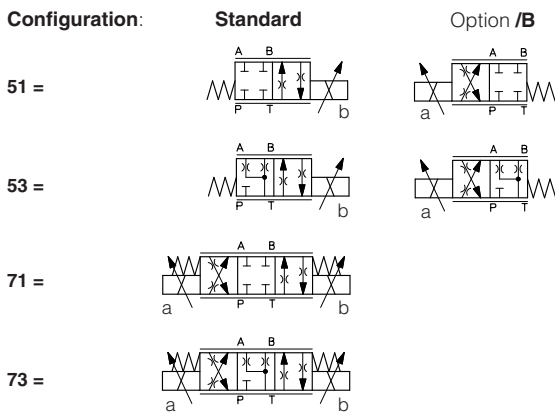 Configuration: Standard Option /B
A B A B
51 =
P T b a P T
A B A B
53 =
P T b a P T
A B
71 =
a P T b
A B
73 =
a P T b